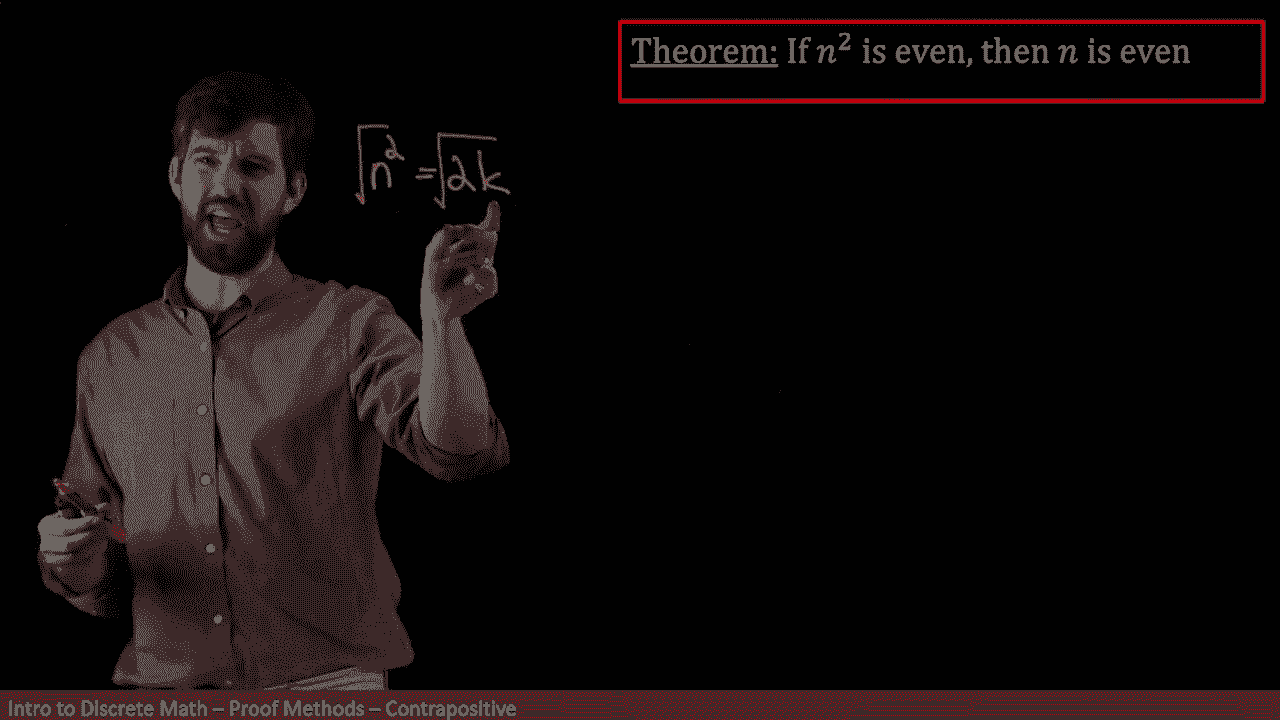 Theorem: If n² is even, then n is even
√n² = √2k
Intro to Discrete Math – Proof Methods – Contrapositive